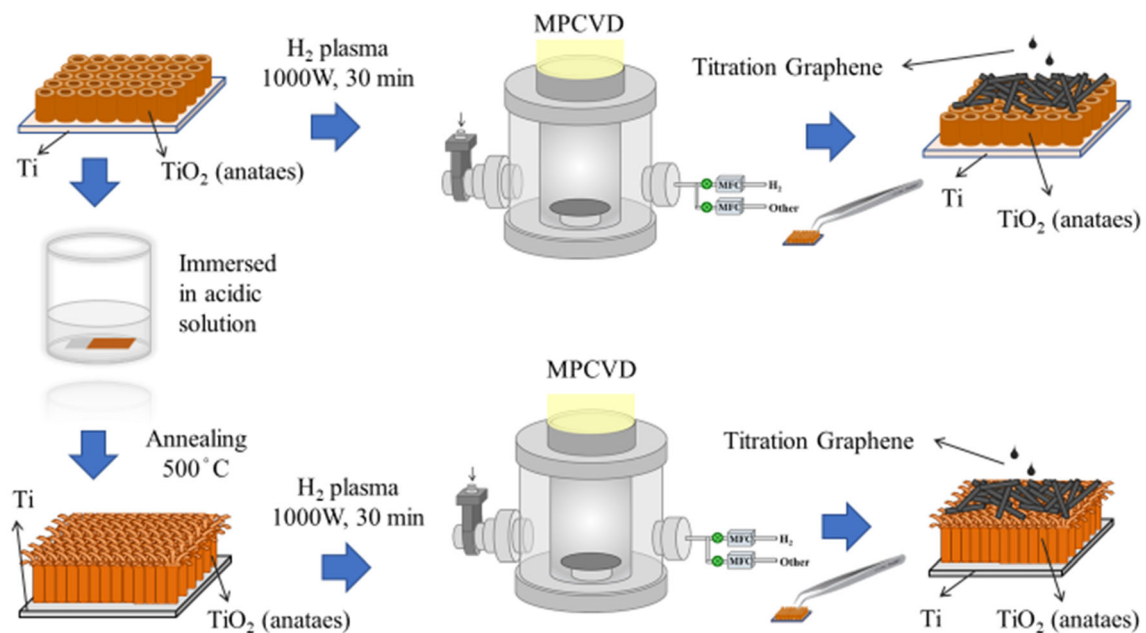 MPCVD
H₂ plasma
1000W, 30 min
Titration Graphene
Ti
TiO₂ (anataes)
MFC
H₂
MFC
Other
Ti
TiO₂ (anataes)
Immersed
in acidic
solution
MPCVD
Annealing
500°C
Titration Graphene
Ti
H₂ plasma
1000W, 30 min
MFC
H₂
MFC
Other
TiO₂ (anataes)
Ti
TiO₂ (anataes)